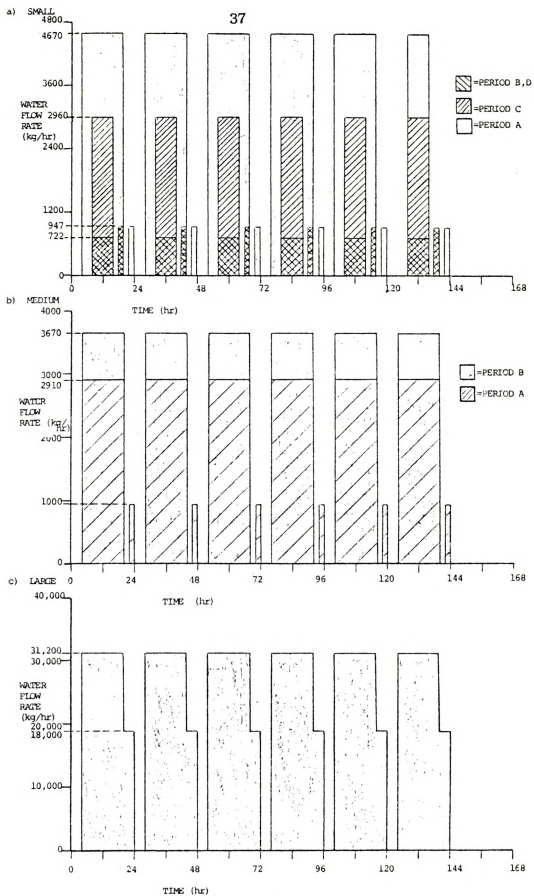 37
a) SMALL
4800
4670
3600
WATER
FLOW 2960
RATE
(kg/hr)
2400
1200
947
722
0
=PERIOD B,D
=PERIOD C
=PERIOD A
0 24 48 72 96 120 144 168
TIME (hr)
b) MEDIUM
4000
3670
3000
2910
WATER
FLOW
RATE (kg/hr)
2000
1000
0
=PERIOD B
=PERIOD A
0 24 48 72 96 120 144 168
TIME (hr)
c) LARGE
40,000
31,200
30,000
WATER
FLOW
RATE
(kg/hr)
20,000
18,000
10,000
0
0 24 48 72 96 120 144 168
TIME (hr)